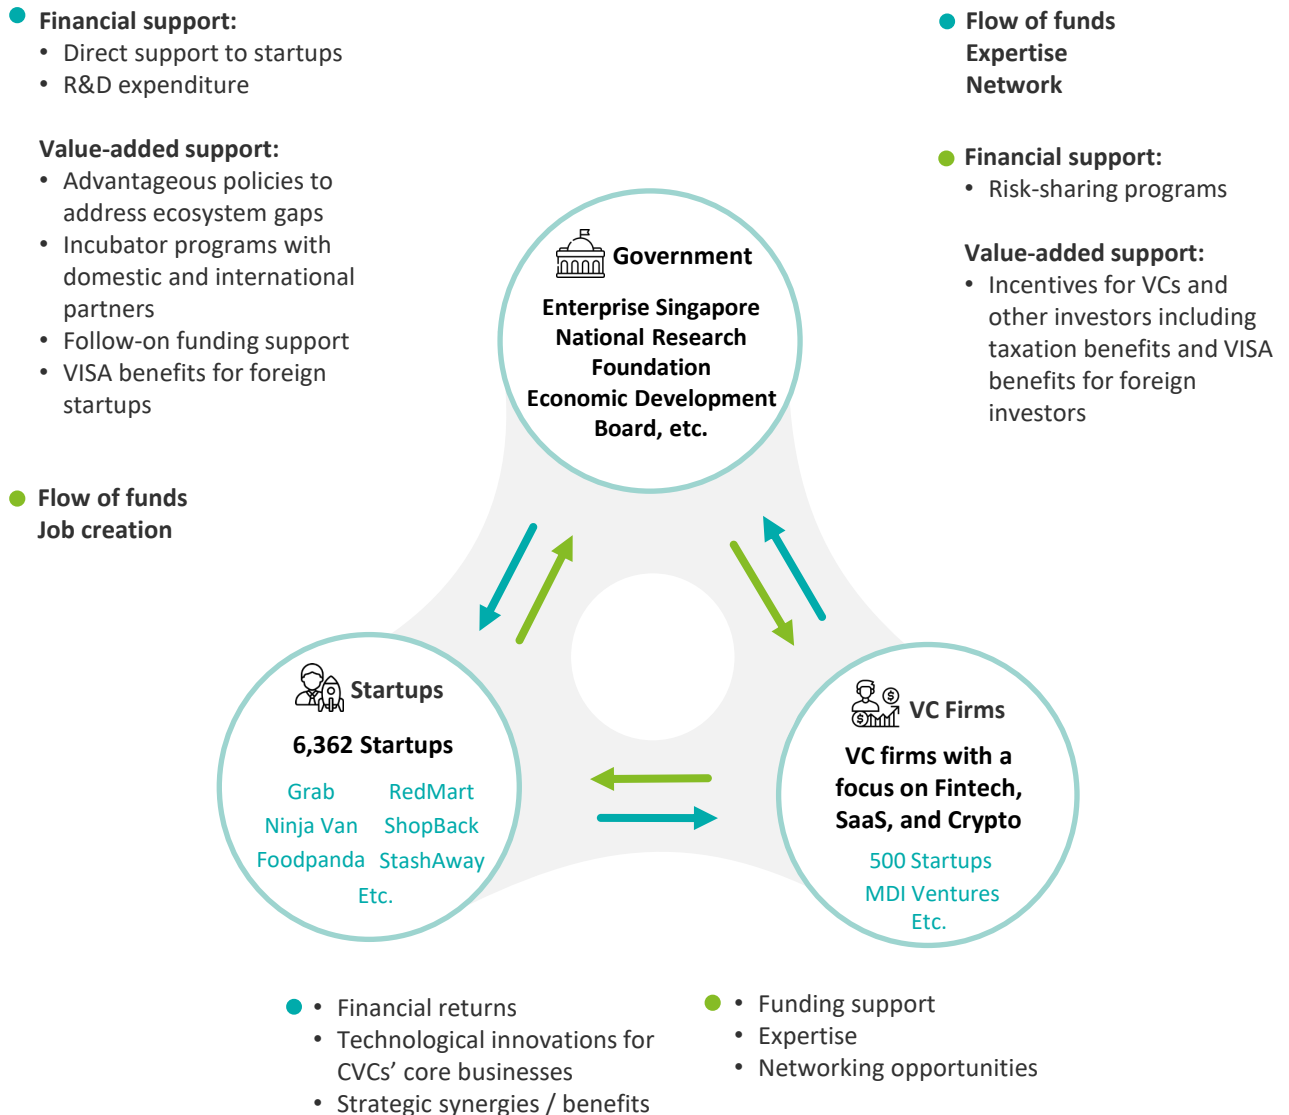 Financial support:
• Direct support to startups
• R&D expenditure
Value-added support:
• Advantageous policies to
address ecosystem gaps
• Incubator programs with
domestic and international
partners
• Follow-on funding support
• VISA benefits for foreign
startups
Flow of funds
Job creation
Flow of funds
Expertise
Network
Financial support:
• Risk-sharing programs
Value-added support:
• Incentives for VCs and
other investors including
taxation benefits and VISA
benefits for foreign
investors
Government
Enterprise Singapore
National Research
Foundation
Economic Development
Board, etc.
Startups
6,362 Startups
Grab RedMart
Ninja Van ShopBack
Foodpanda StashAway
Etc.
VC Firms
VC firms with a
focus on Fintech,
SaaS, and Crypto
500 Startups
MDI Ventures
Etc.
• Financial returns
• Technological innovations for
CVCs’ core businesses
• Strategic synergies / benefits
• Funding support
• Expertise
• Networking opportunities